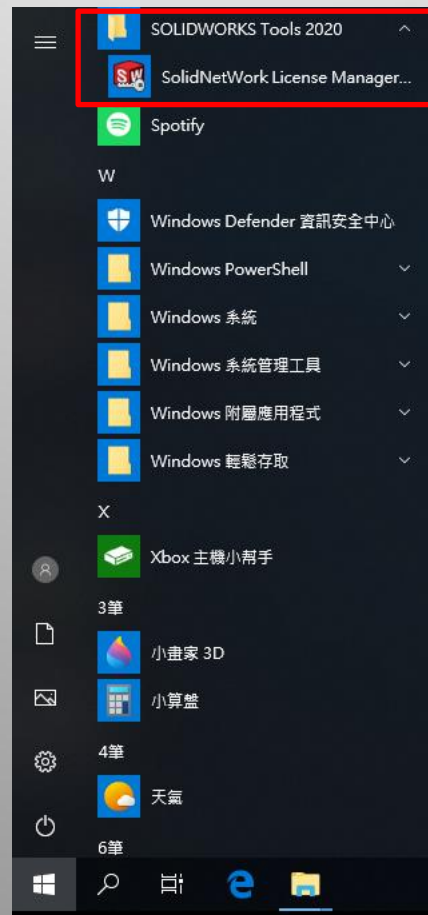 SOLIDWORKS Tools 2020
SolidNetWork License Manager...
Spotify
W
Windows Defender 資訊安全中心
Windows PowerShell
Windows 系統
Windows 系統管理工具
Windows 附屬應用程式
Windows 輕鬆存取
X
Xbox 主機小幫手
3筆
小畫家 3D
小算盤
4筆
天氣
6筆